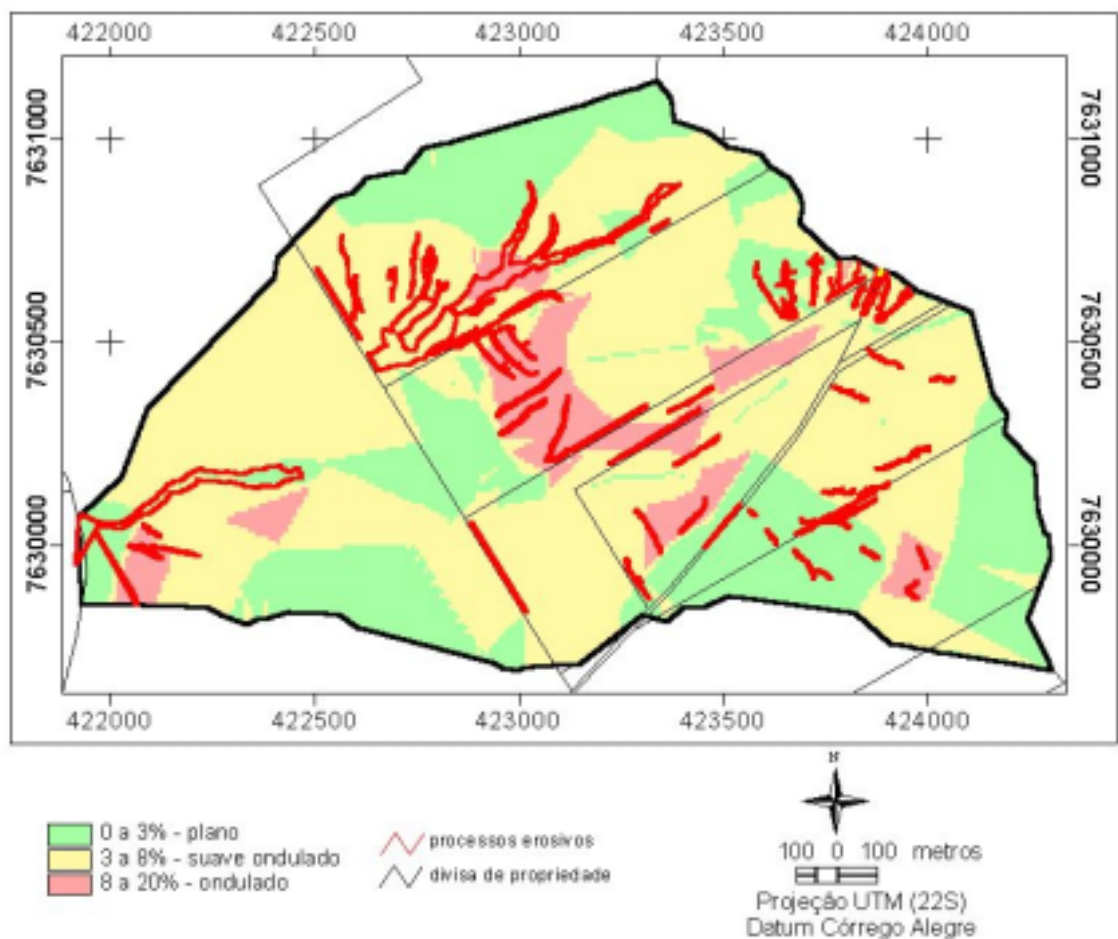 422000 422500 423000 423500 424000
7631000 7631000
7630500 7630500
7630000 7630000
422000 422500 423000 423500 424000
N
0 a 3% - plano
3 a 8% - suave ondulado
8 a 20% - ondulado
processos erosivos
divisa de propriedade
100 0 100 metros
Projeção UTM (22S)
Datum Córrego Alegre